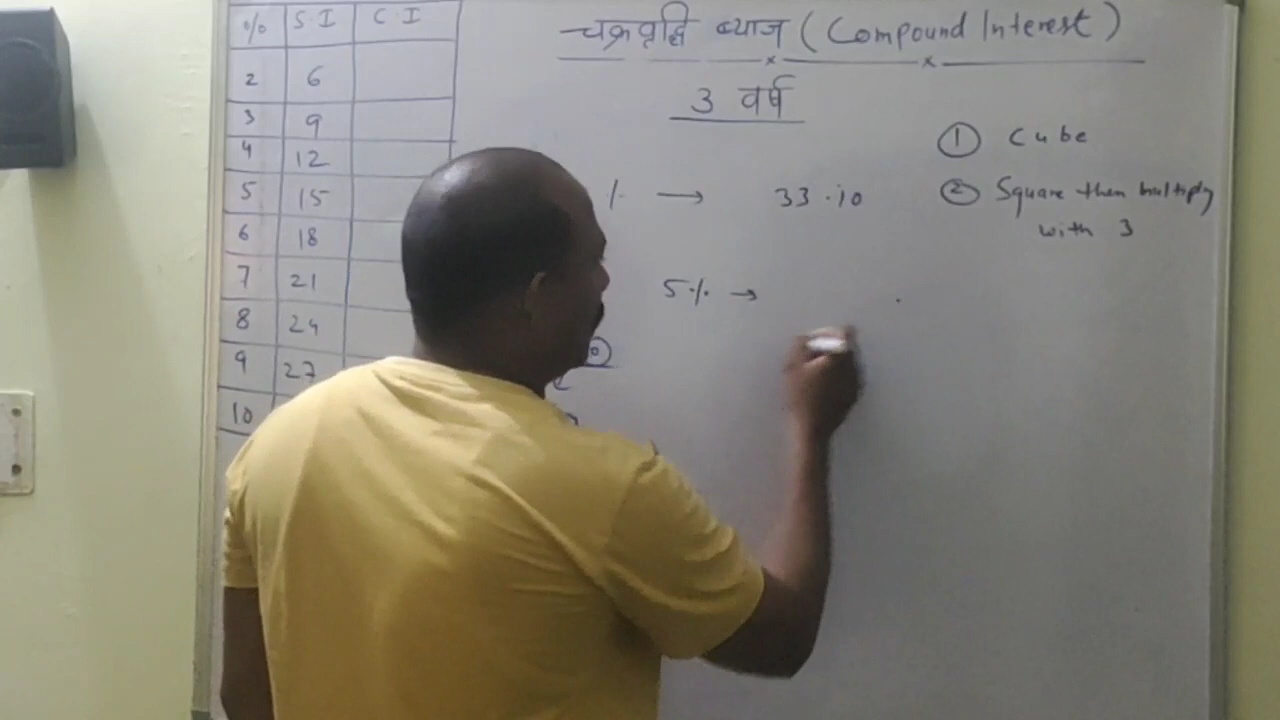 % S I C I
2 6
3 9
4 12
5 15
6 18
7 21
8 24
9 27
10
चक्रवृद्धि ब्याज (Compound Interest)
3 वर्ष
① Cube
② Square then multiply
with 3
% → 33.10
5% →